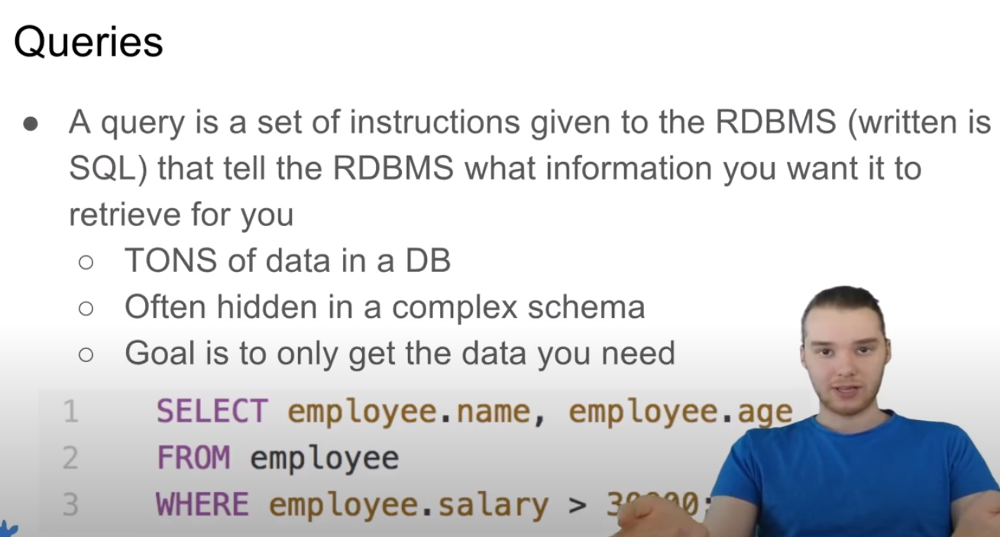 Queries
● A query is a set of instructions given to the RDBMS (written is
SQL) that tell the RDBMS what information you want it to
retrieve for you
○ TONS of data in a DB
○ Often hidden in a complex schema
○ Goal is to only get the data you need
1 SELECT employee.name, employee.age
2 FROM employee
3 WHERE employee.salary >